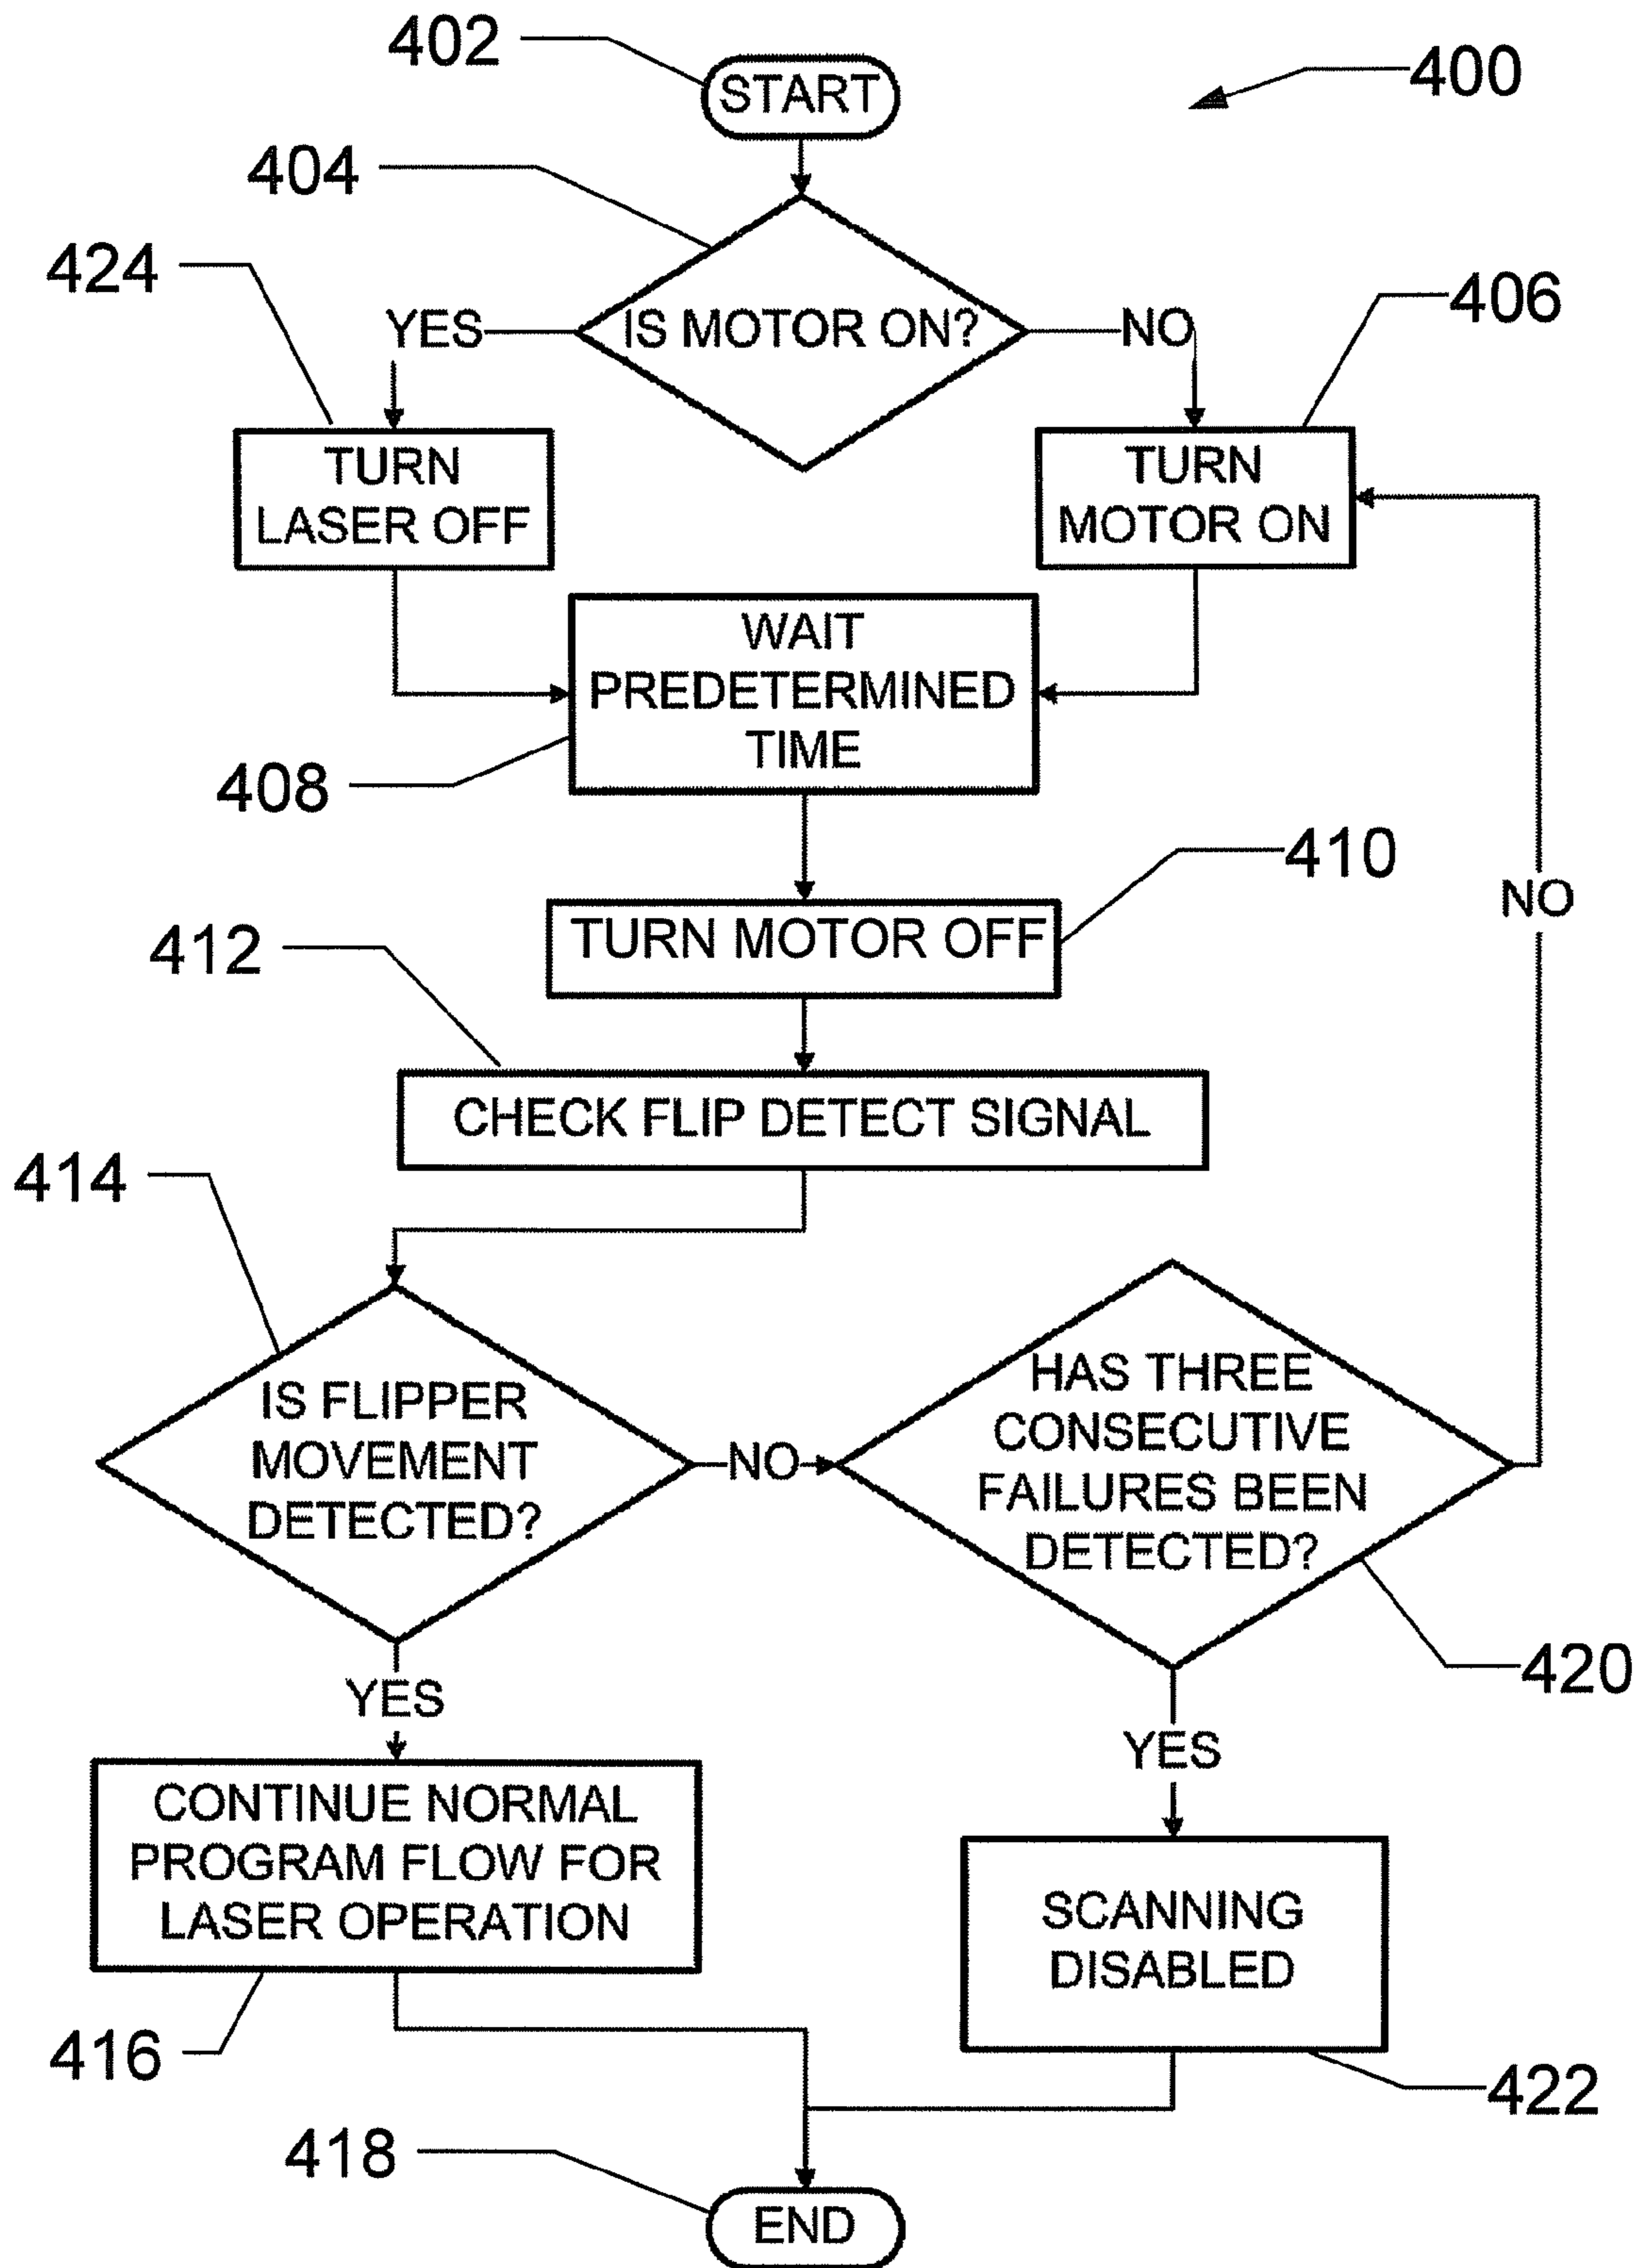 402
START
400
404
424
YES
IS MOTOR ON?
NO
406
TURN
LASER OFF
TURN
MOTOR ON
WAIT
PREDETERMINED
TIME
408
410
NO
TURN MOTOR OFF
412
CHECK FLIP DETECT SIGNAL
414
IS FLIPPER
MOVEMENT
DETECTED?
NO
HAS THREE
CONSECUTIVE
FAILURES BEEN
DETECTED?
420
YES
YES
CONTINUE NORMAL
PROGRAM FLOW FOR
LASER OPERATION
SCANNING
DISABLED
416
422
418
END